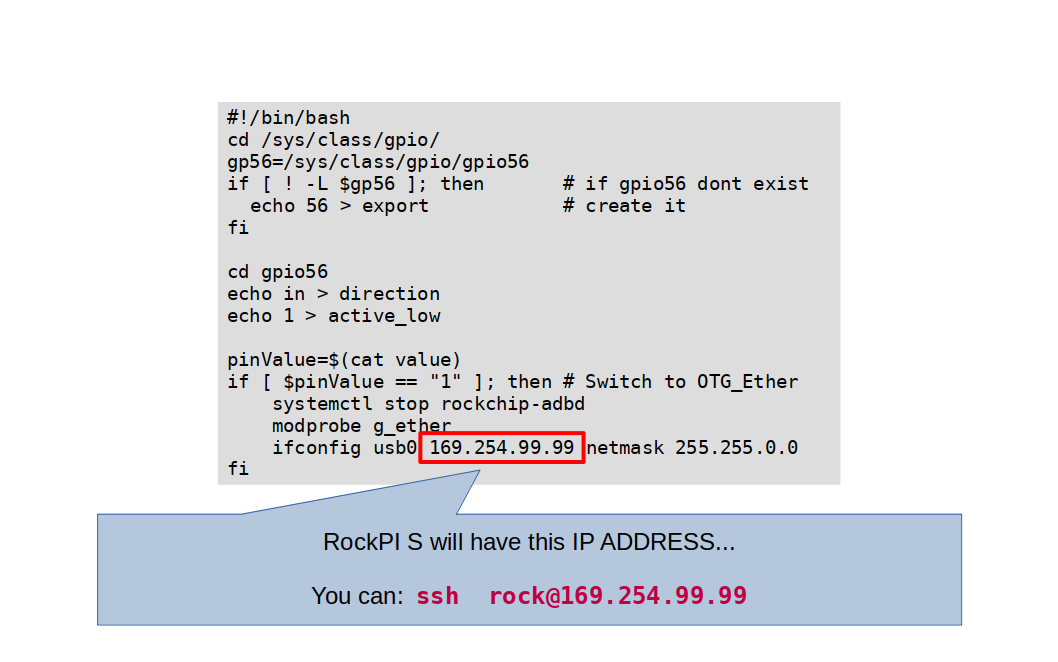 #!/bin/bash
cd /sys/class/gpio/
gp56=/sys/class/gpio/gpio56
if [ ! -L $gp56 ]; then       # if gpio56 dont exist
  echo 56 > export            # create it
fi

cd gpio56
echo in > direction
echo 1 > active_low

pinValue=$(cat value)
if [ $pinValue == "1" ]; then # Switch to OTG_Ether
    systemctl stop rockchip-adbd
    modprobe g_ether
    ifconfig usb0 169.254.99.99 netmask 255.255.0.0
fi
RockPI S will have this IP ADDRESS...
You can: ssh  rock@169.254.99.99